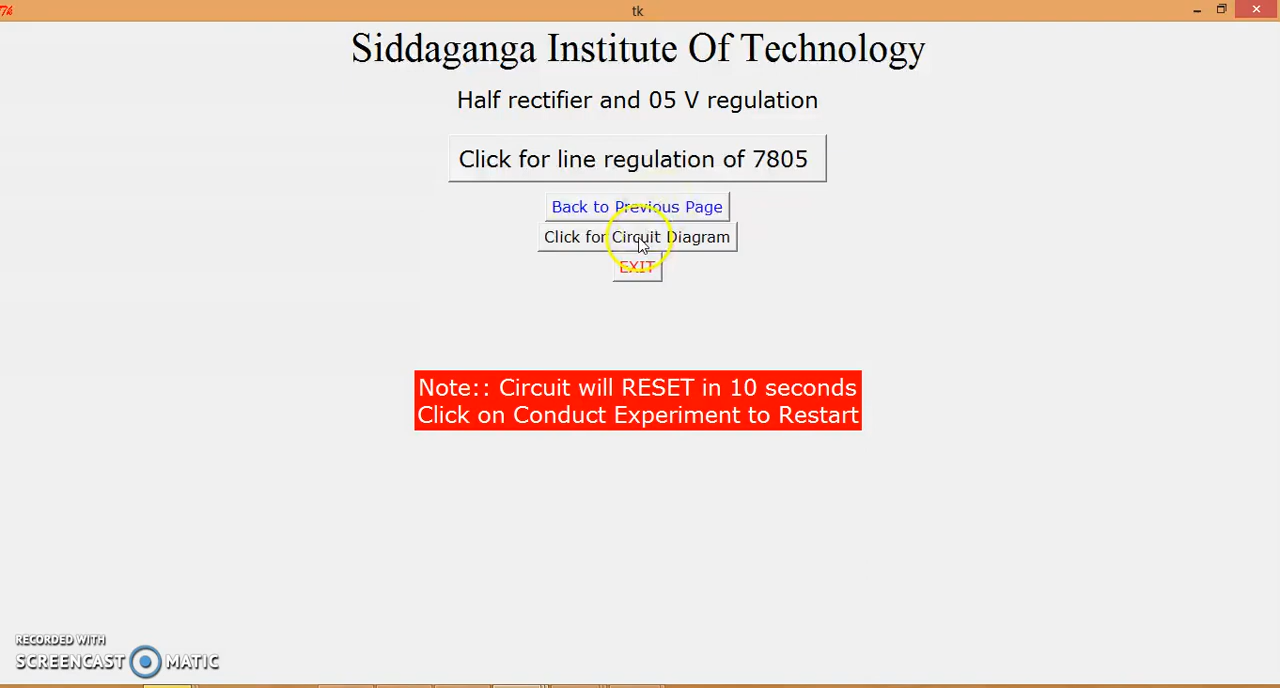 Tk
tk
Siddaganga Institute Of Technology
Half rectifier and 05 V regulation
Click for line regulation of 7805
Back to Previous Page
Click for Circuit Diagram
EXIT
Note:: Circuit will RESET in 10 seconds
Click on Conduct Experiment to Restart
RECORDED WITH
SCREENCAST MATIC